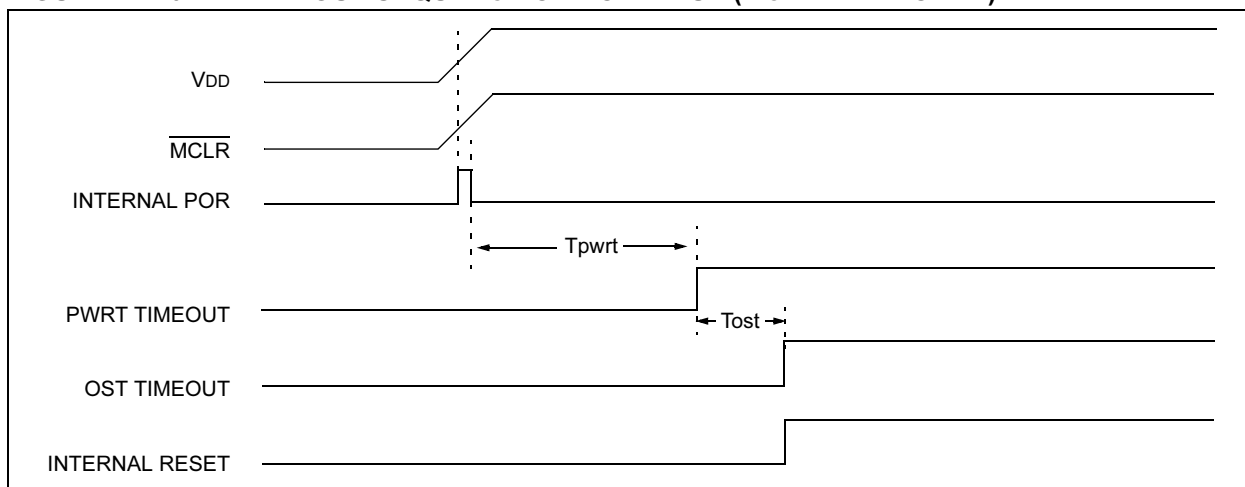 VDD
MCLR
INTERNAL POR
Tpwrt
PWRT TIMEOUT
Tost
OST TIMEOUT
INTERNAL RESET